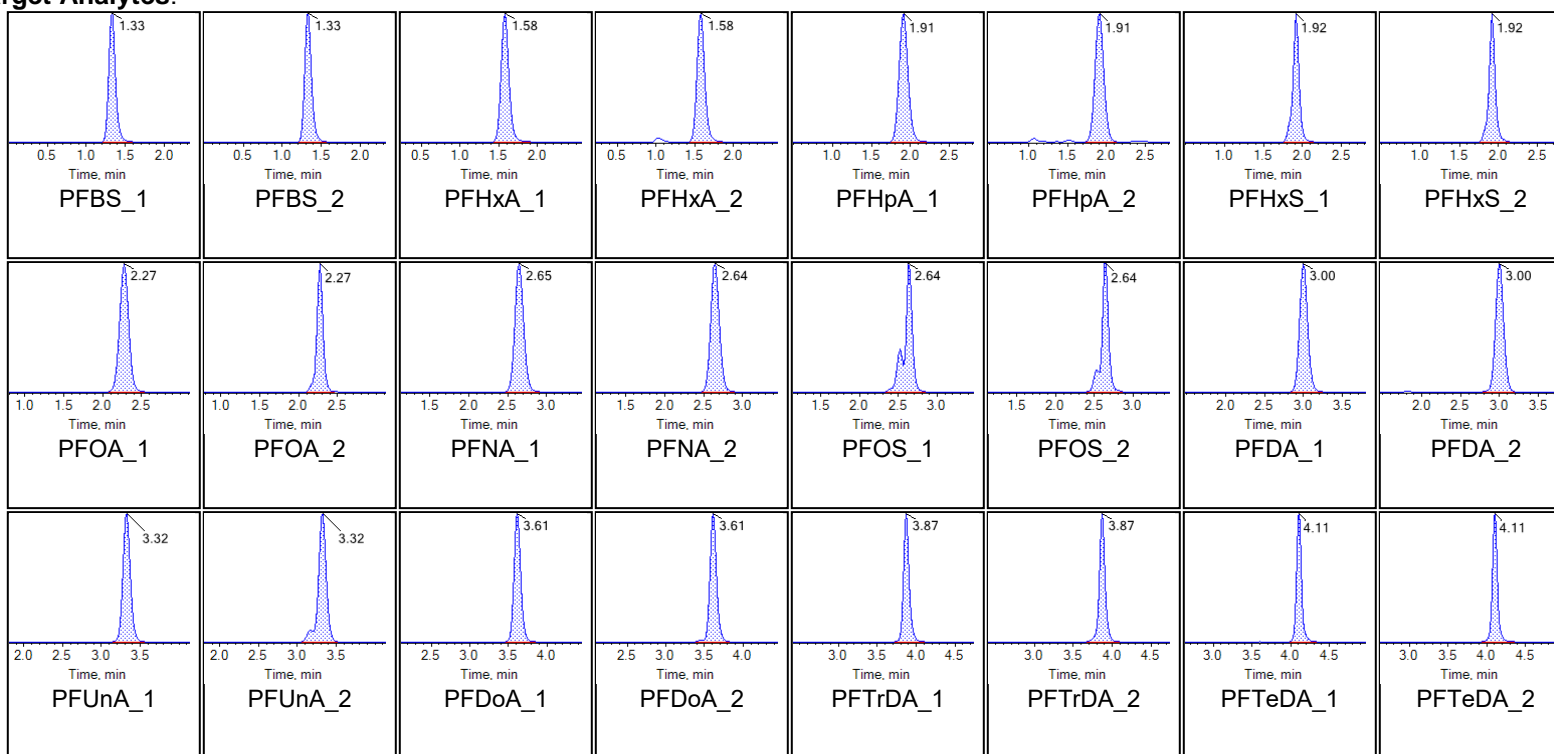 rget Analytes:
1.33 1.33 1.58 1.58 1.91 1.91 1.92 1.92
0.5 1.0 1.5 2.0 0.5 1.0 1.5 2.0 0.5 1.0 1.5 2.0 0.5 1.0 1.5 2.0 1.0 1.5 2.0 2.5 1.0 1.5 2.0 2.5 1.0 1.5 2.0 2.5 1.0 1.5 2.0 2.5
Time, min Time, min Time, min Time, min Time, min Time, min Time, min Time, min
PFBS_1 PFBS_2 PFHxA_1 PFHxA_2 PFHpA_1 PFHpA_2 PFHxS_1 PFHxS_2
2.27 2.27 2.65 2.64 2.64 2.64 3.00 3.00
1.0 1.5 2.0 2.5 1.0 1.5 2.0 2.5 1.5 2.0 2.5 3.0 1.5 2.0 2.5 3.0 1.5 2.0 2.5 3.0 1.5 2.0 2.5 3.0 2.0 2.5 3.0 3.5 2.0 2.5 3.0 3.5
Time, min Time, min Time, min Time, min Time, min Time, min Time, min Time, min
PFOA_1 PFOA_2 PFNA_1 PFNA_2 PFOS_1 PFOS_2 PFDA_1 PFDA_2
3.32 3.32 3.61 3.61 3.87 3.87 4.11 4.11
2.0 2.5 3.0 3.5 2.0 2.5 3.0 3.5 2.5 3.0 3.5 4.0 2.5 3.0 3.5 4.0 3.0 3.5 4.0 4.5 3.0 3.5 4.0 4.5 3.0 3.5 4.0 4.5 3.0 3.5 4.0 4.5
Time, min Time, min Time, min Time, min Time, min Time, min Time, min Time, min
PFUnA_1 PFUnA_2 PFDoA_1 PFDoA_2 PFTrDA_1 PFTrDA_2 PFTeDA_1 PFTeDA_2